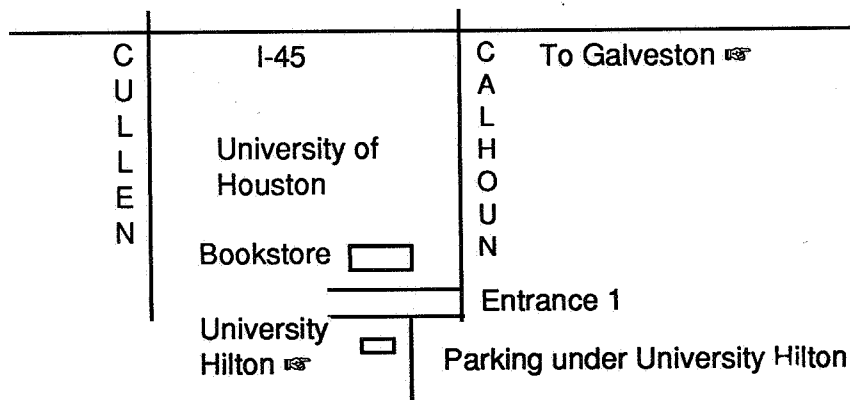 CULLEN
I-45
CALHOUN
To Galveston ☞
University of
Houston
Bookstore
Entrance 1
University
Hilton ☞
Parking under University Hilton